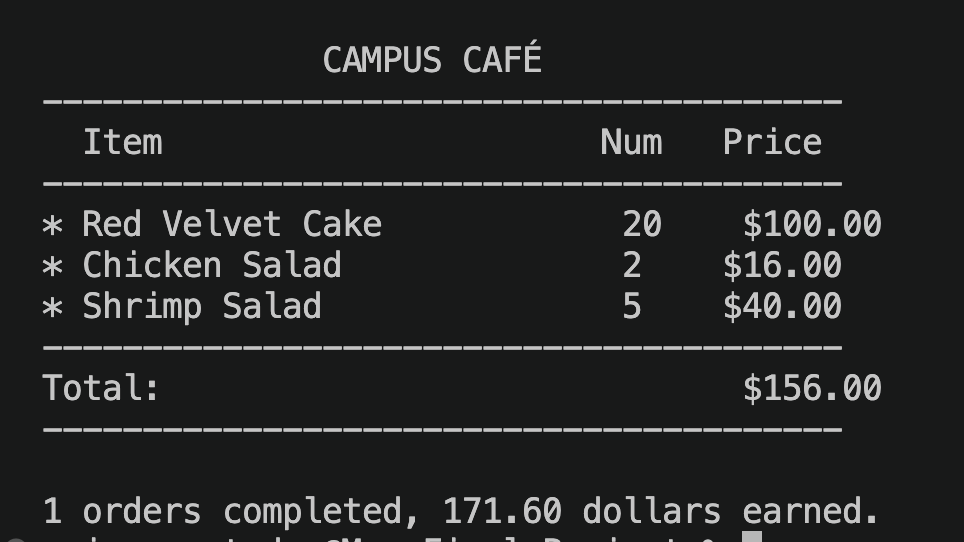 CAMPUS CAFÉ
----------------------------------------
Item Num Price
----------------------------------------
* Red Velvet Cake 20 $100.00
* Chicken Salad 2 $16.00
* Shrimp Salad 5 $40.00
----------------------------------------
Total: $156.00
----------------------------------------
1 orders completed, 171.60 dollars earned.